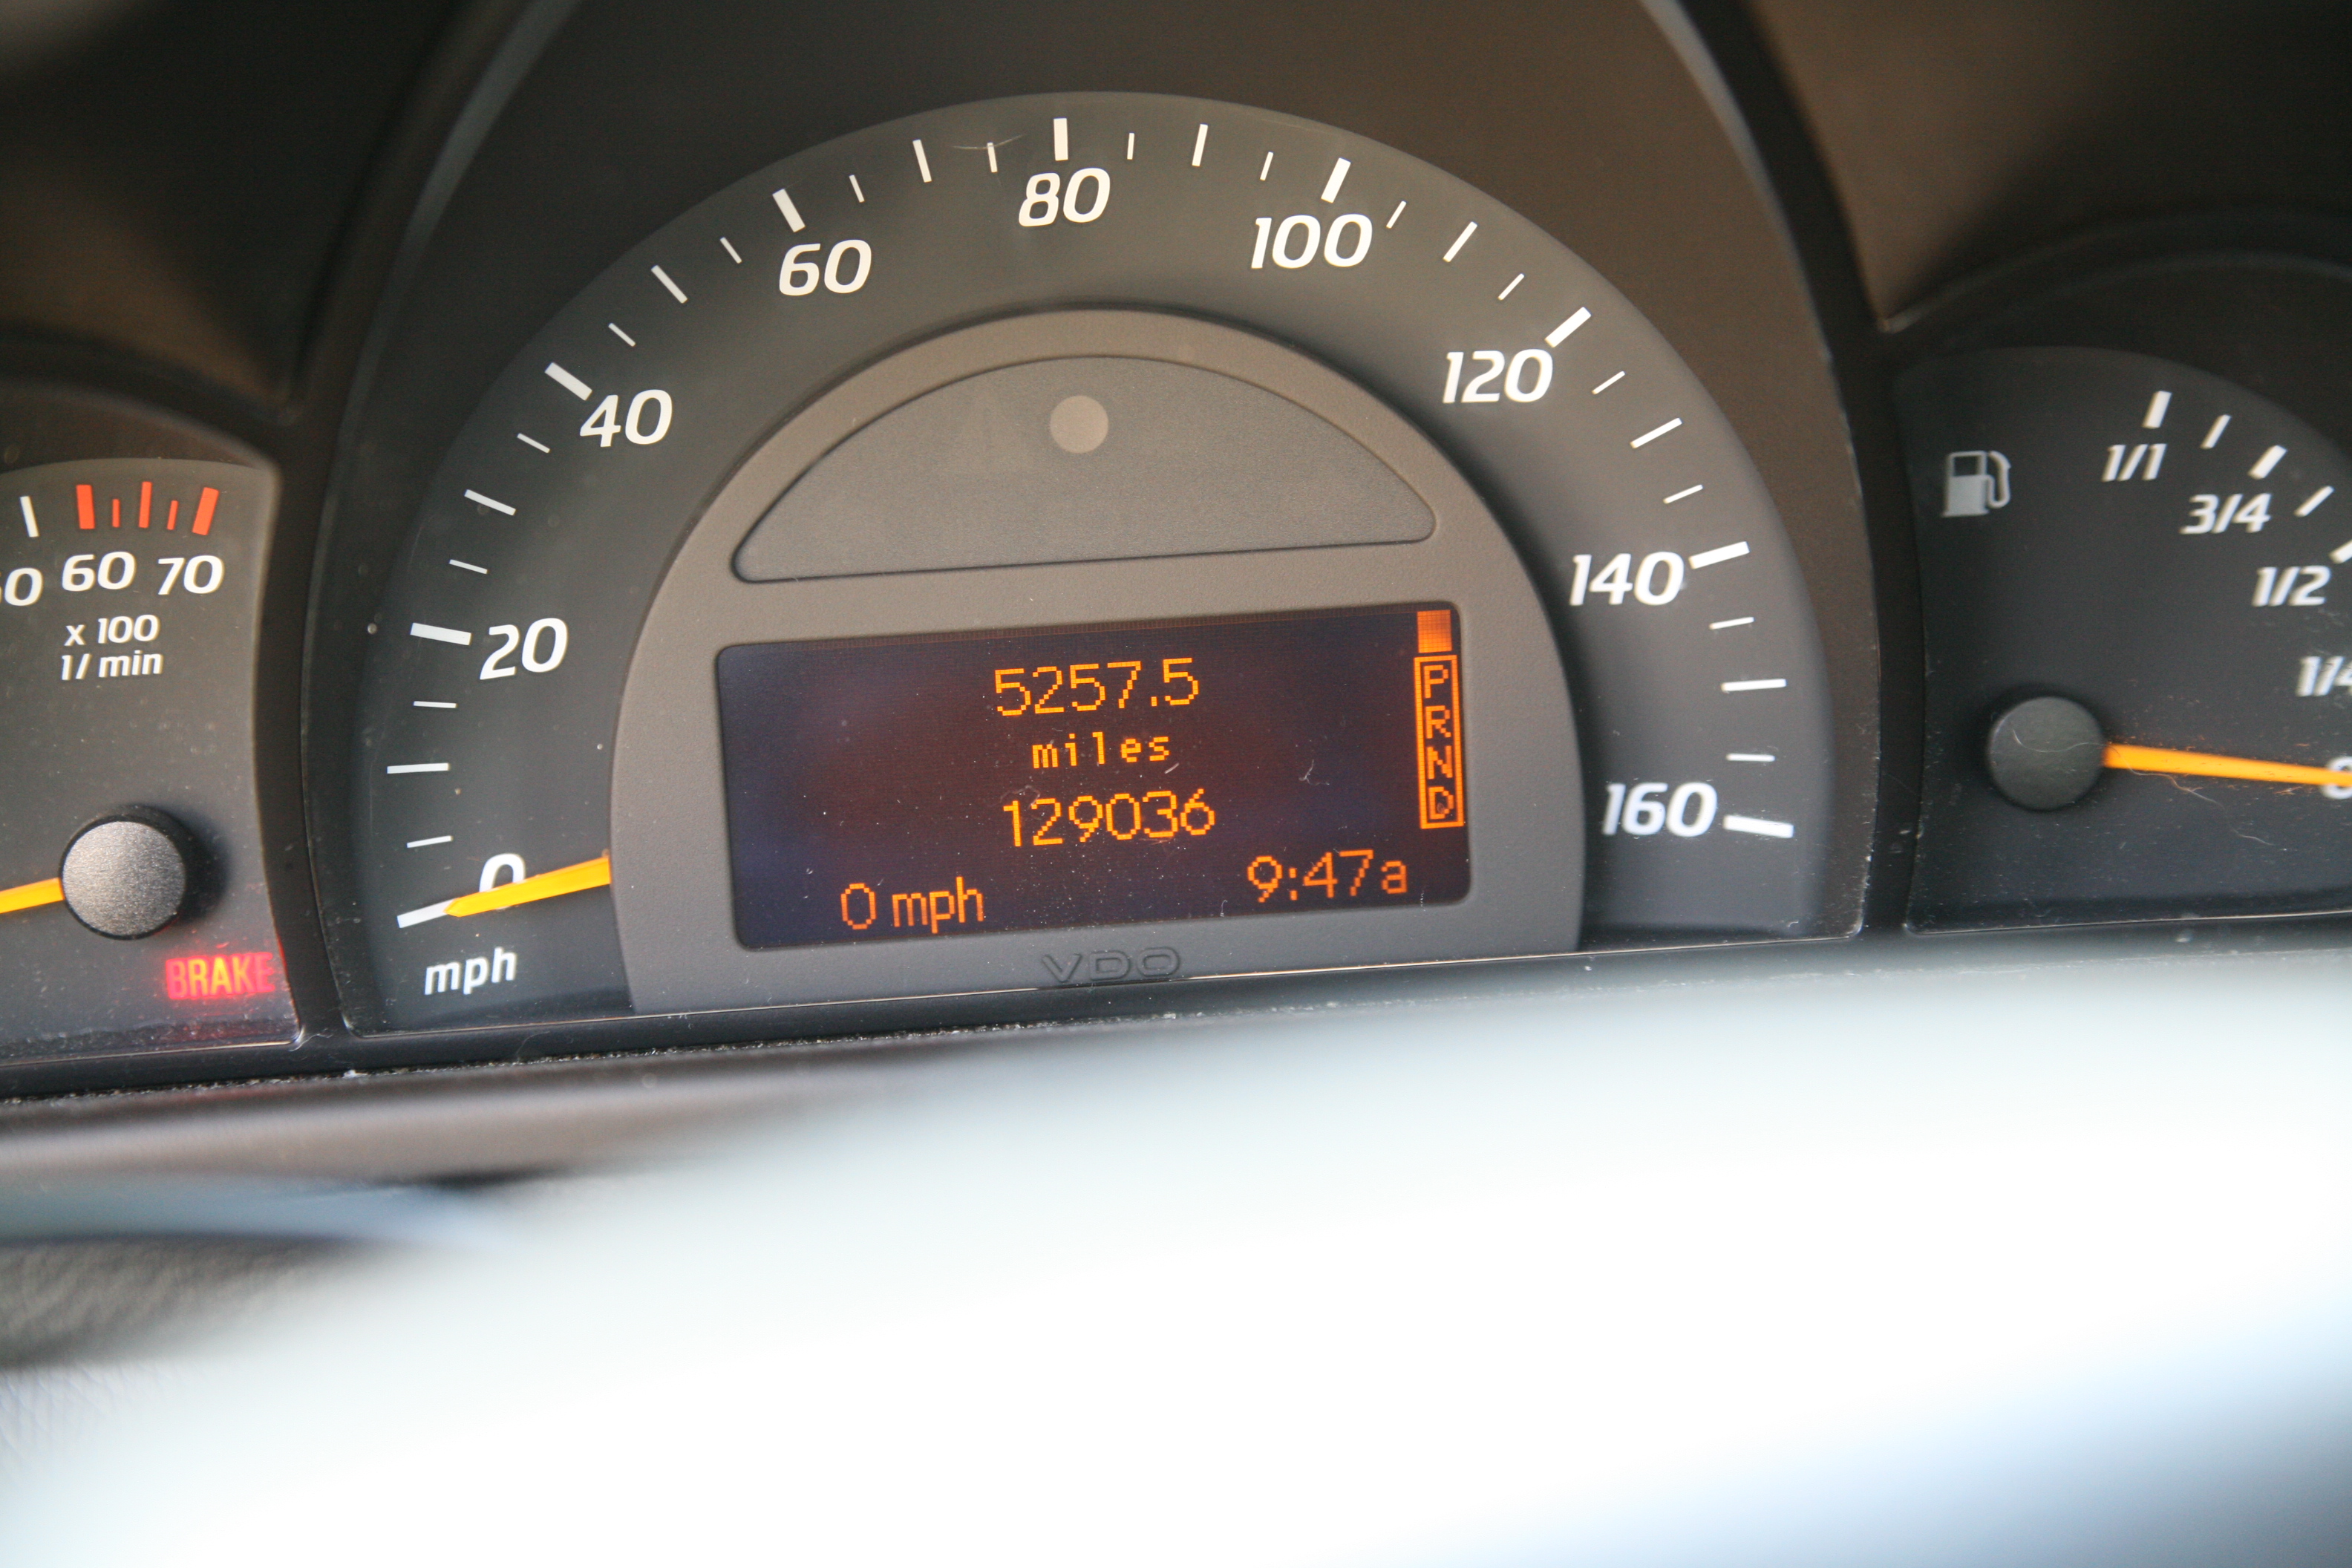 80
60
100
40
120
20
140
0
160
mph
60 70
x 100
1/ min
BRAKE
5257.5
miles
129036
0 mph
9:47a
P
R
N
D
VDO
1/1
3/4
1/2